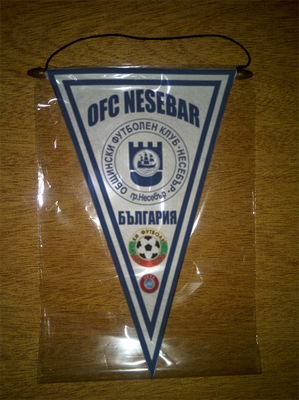 OFC NESEBAR
ОБЩИНСКИ ФУТБОЛЕН КЛУБ·НЕСЕБЪР·
гр.Несебър
БЪЛГАРИЯ